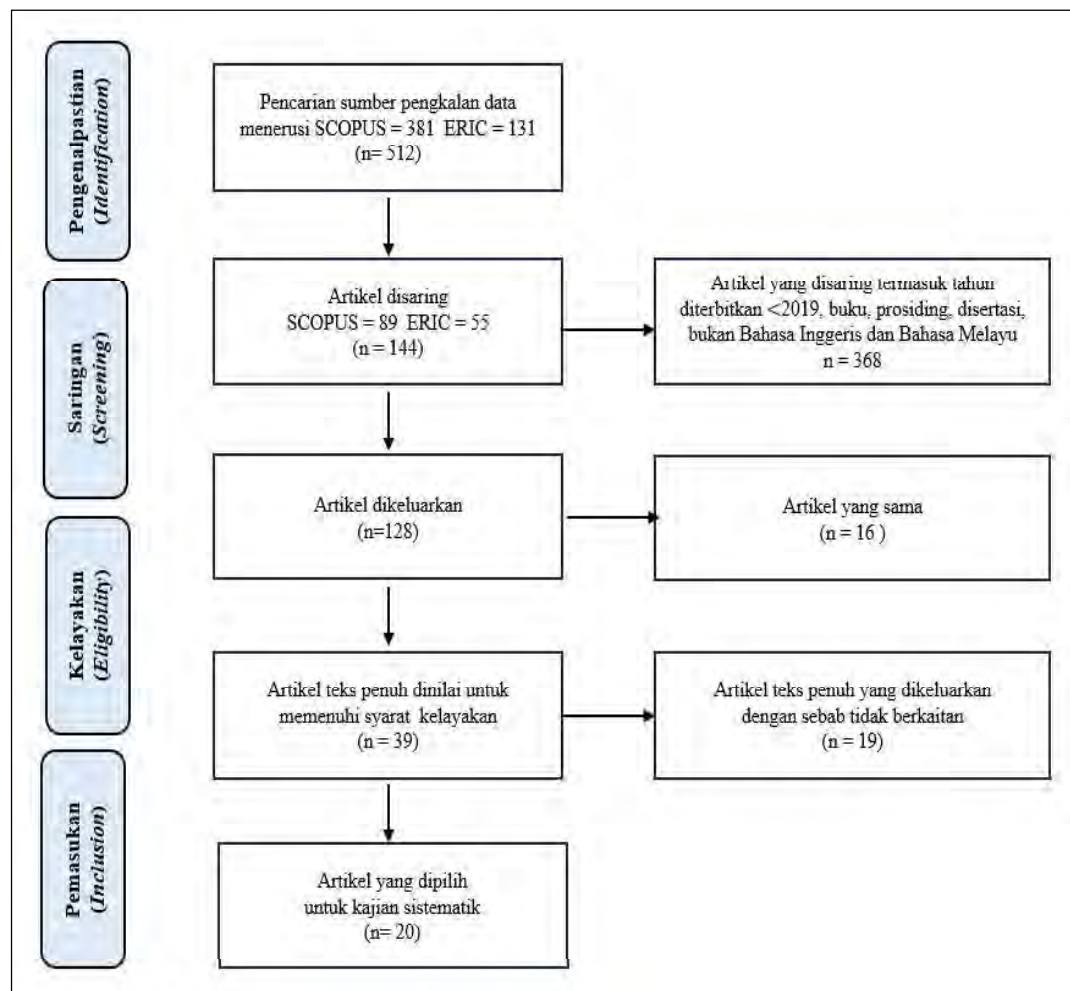 Pengenalpastian
(Identification)
Pencarian sumber pengkalan data
menerusi SCOPUS = 381 ERIC = 131
(n= 512)
Saringan
(Screening)
Artikel disaring
SCOPUS = 89 ERIC = 55
(n = 144)
Artikel yang disaring termasuk tahun
diterbitkan <2019, buku, prosiding, disertasi,
bukan Bahasa Inggeris dan Bahasa Melayu
n = 368
Artikel dikeluarkan
(n=128)
Artikel yang sama
(n = 16 )
Kelayakan
(Eligibility)
Artikel teks penuh dinilai untuk
memenuhi syarat kelayakan
(n = 39)
Artikel teks penuh yang dikeluarkan
dengan sebab tidak berkaitan
(n = 19)
Pemasukan
(Inclusion)
Artikel yang dipilih
untuk kajian sistematik
(n= 20)